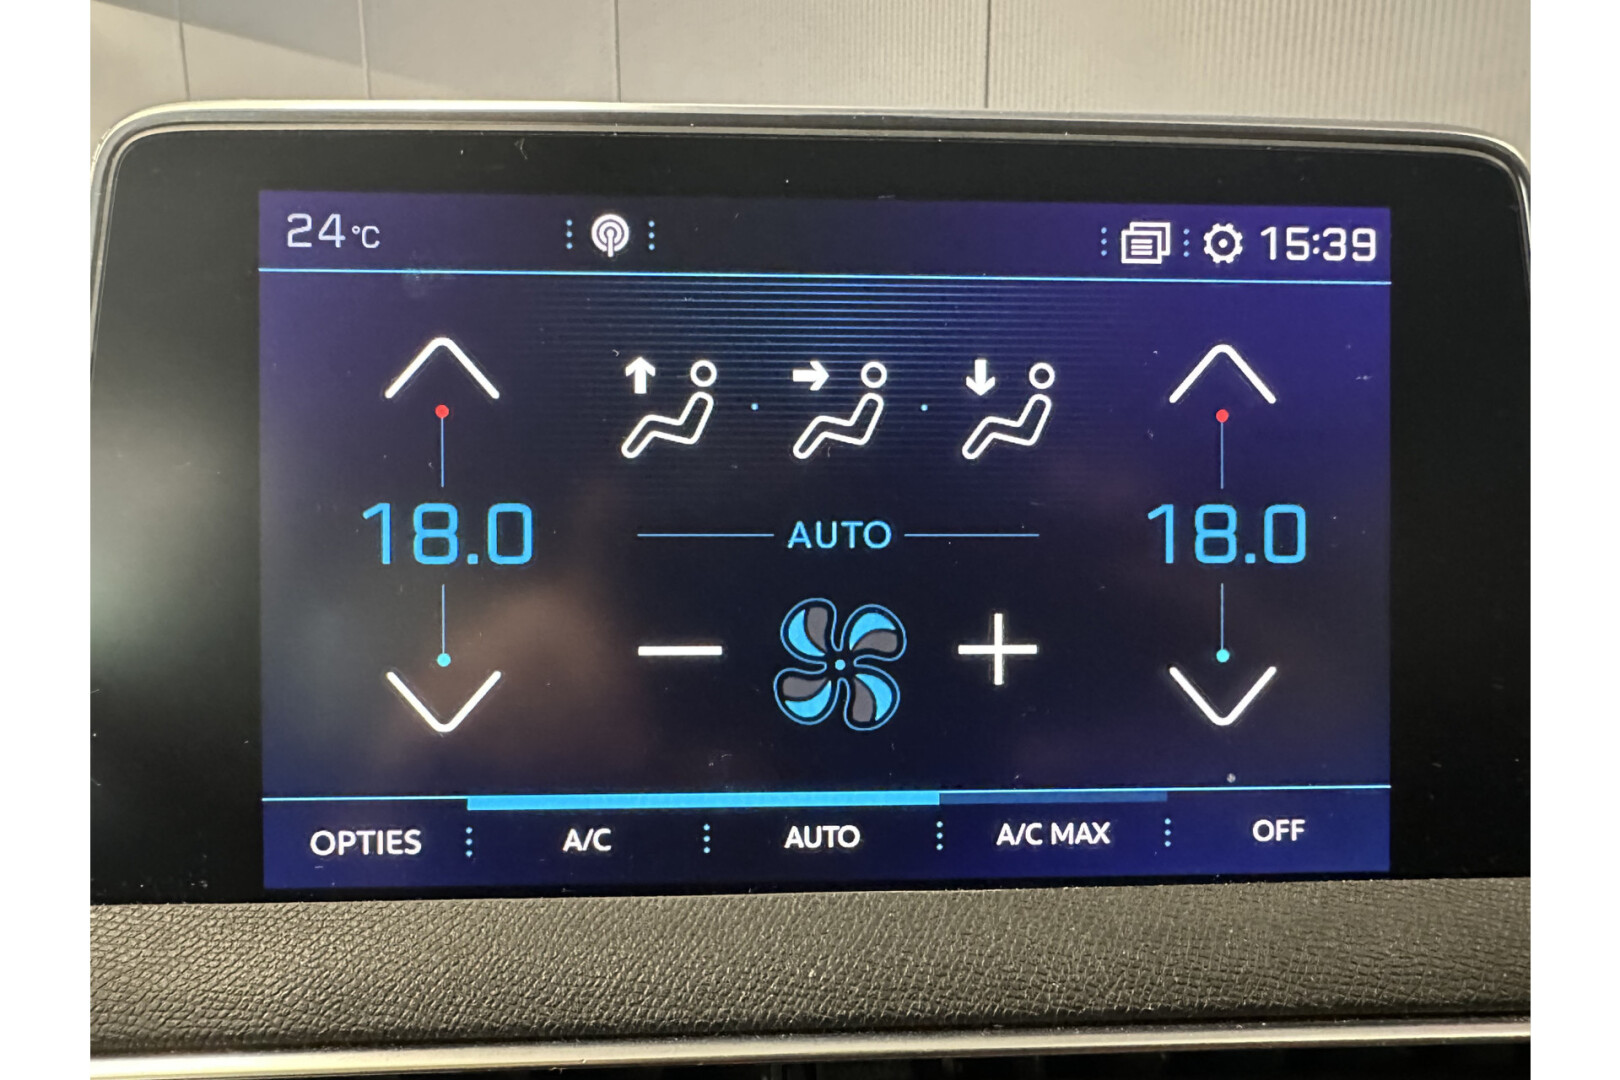 24°C 15:39
18.0 AUTO 18.0
OPTIES A/C AUTO A/C MAX OFF